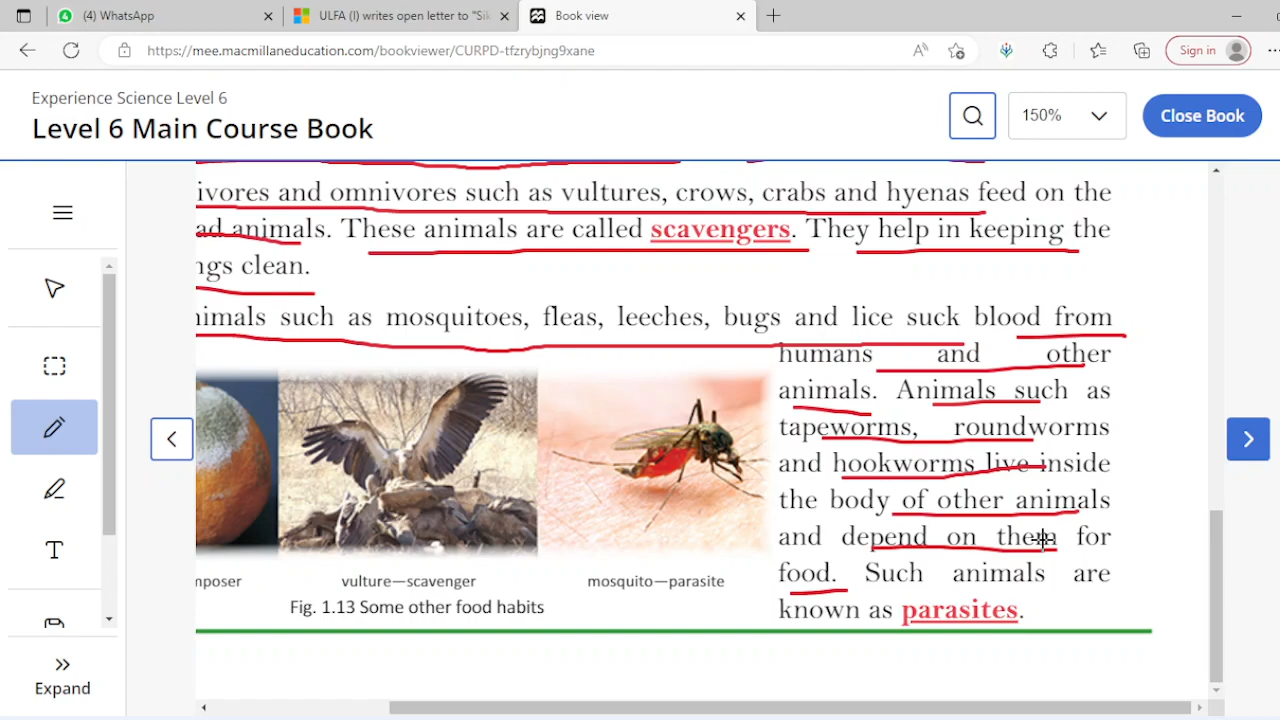 (4) WhatsApp
ULFA (I) writes open letter to "Sik
Book view
https://mee.macmillaneducation.com/bookviewer/CURPD-tfzrybjng9xane
Sign in
Experience Science Level 6
Level 6 Main Course Book
150%
Close Book
ivores and omnivores such as vultures, crows, crabs and hyenas feed on the
ad animals. These animals are called scavengers. They help in keeping the
ngs clean.
nimals such as mosquitoes, fleas, leeches, bugs and lice suck blood from
humans and other
animals. Animals such as
tapeworms, roundworms
and hookworms live inside
the body of other animals
and depend on them for
food. Such animals are
known as parasites.
mposer
vulture—scavenger
mosquito—parasite
Fig. 1.13 Some other food habits
T
Expand